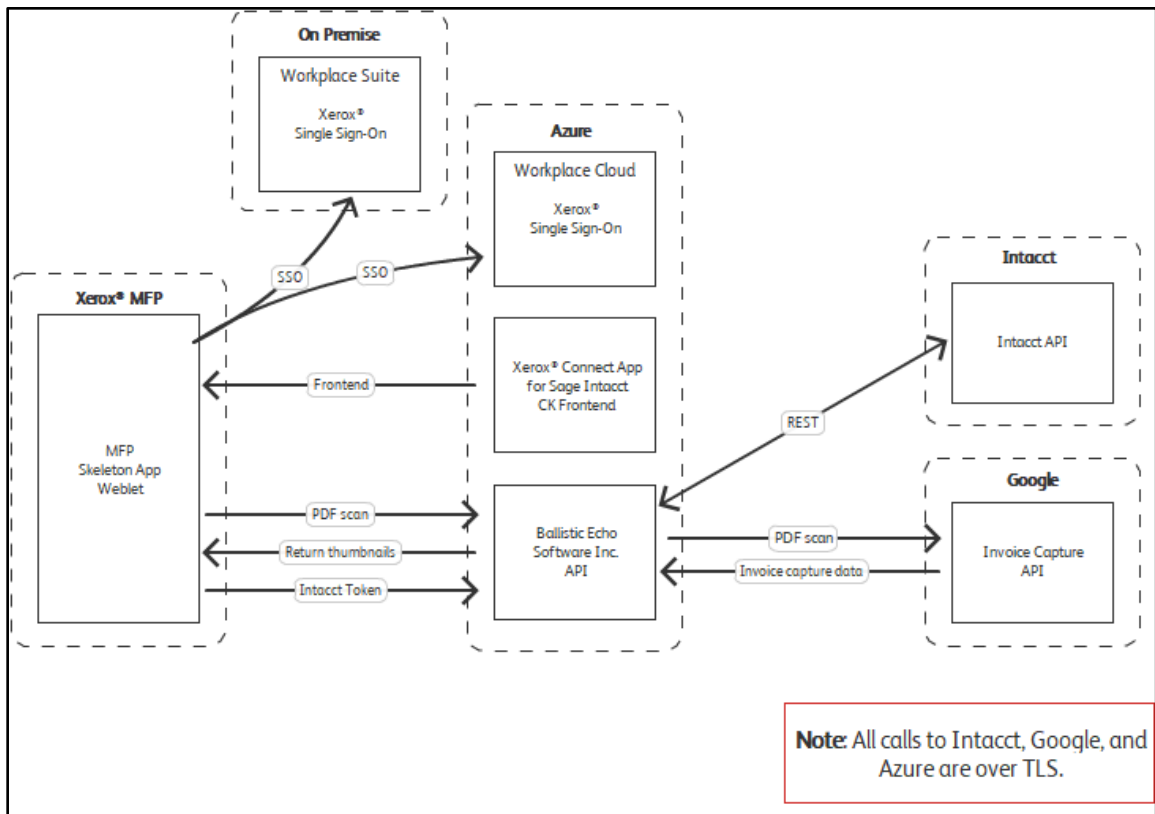 On Premise
Workplace Suite
Xerox®
Single Sign-On
Azure
Workplace Cloud
Xerox®
Single Sign-On
SSO
SSO
Xerox® MFP
MFP
Skeleton App
Weblet
Frontend
Xerox® Connect App
for Sage Intacct
CK Frontend
Intacct
Intacct API
REST
PDF scan
Return thumbnails
Intacct Token
Ballistic Echo
Software Inc.
API
PDF scan
Invoice capture data
Google
Invoice Capture
API
Note: All calls to Intacct, Google, and
Azure are over TLS.